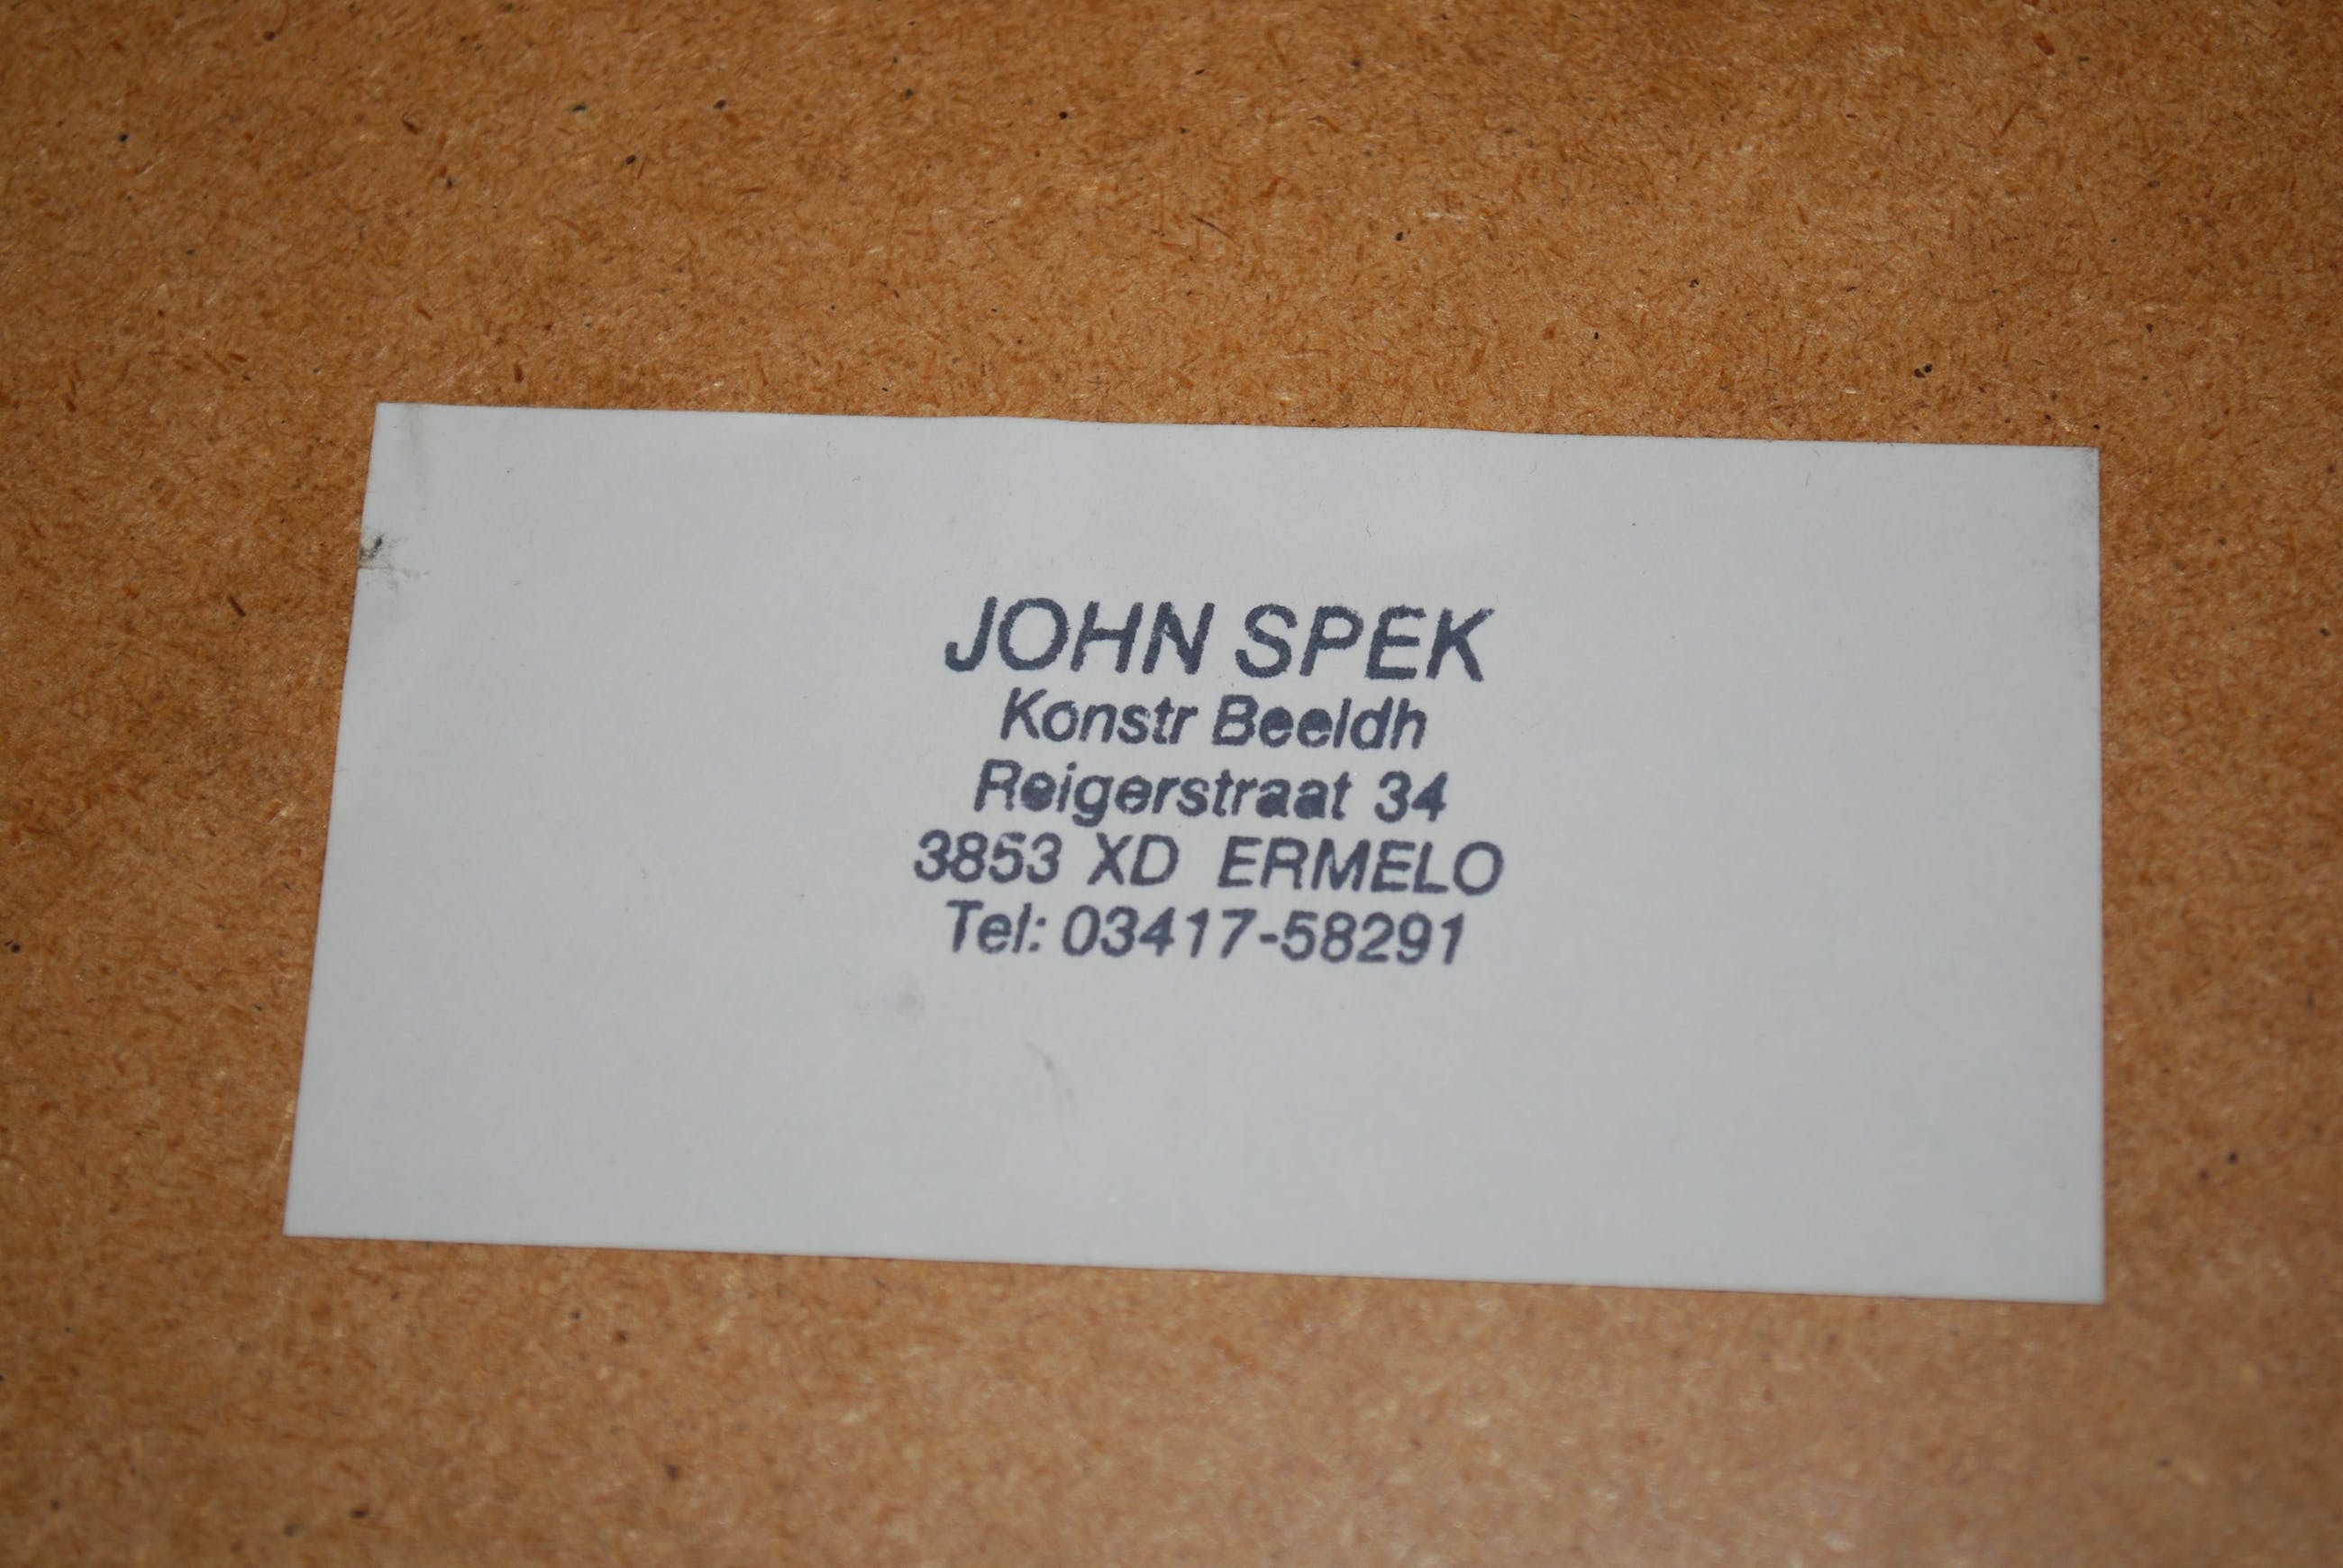 JOHN SPEK
Konstr Beeldh
Reigerstraat 34
3853 XD ERMELO
Tel: 03417-58291